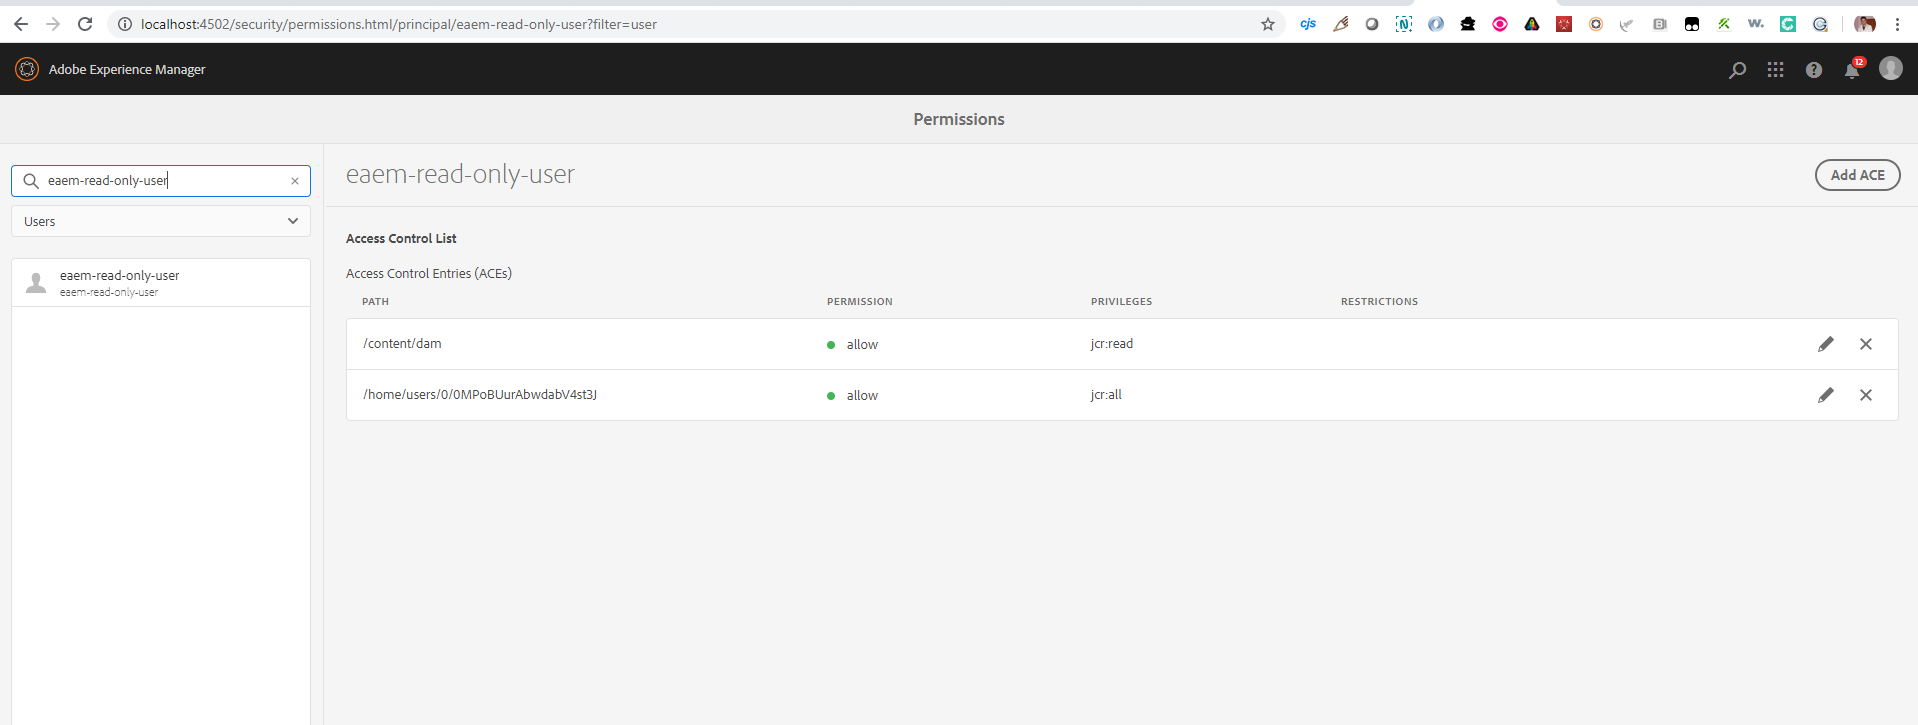 localhost:4502/security/permissions.html/principal/eaem-read-only-user?filter=user
cjs
N
B
w.
G
Adobe Experience Manager
12
Permissions
eaem-read-only-user
Users
eaem-read-only-user
eaem-read-only-user
eaem-read-only-user
Add ACE
Access Control List
Access Control Entries (ACEs)
PATH PERMISSION PRIVILEGES RESTRICTIONS
/content/dam allow jcr:read
/home/users/0/0MPoBUurAbwdabV4st3J allow jcr:all